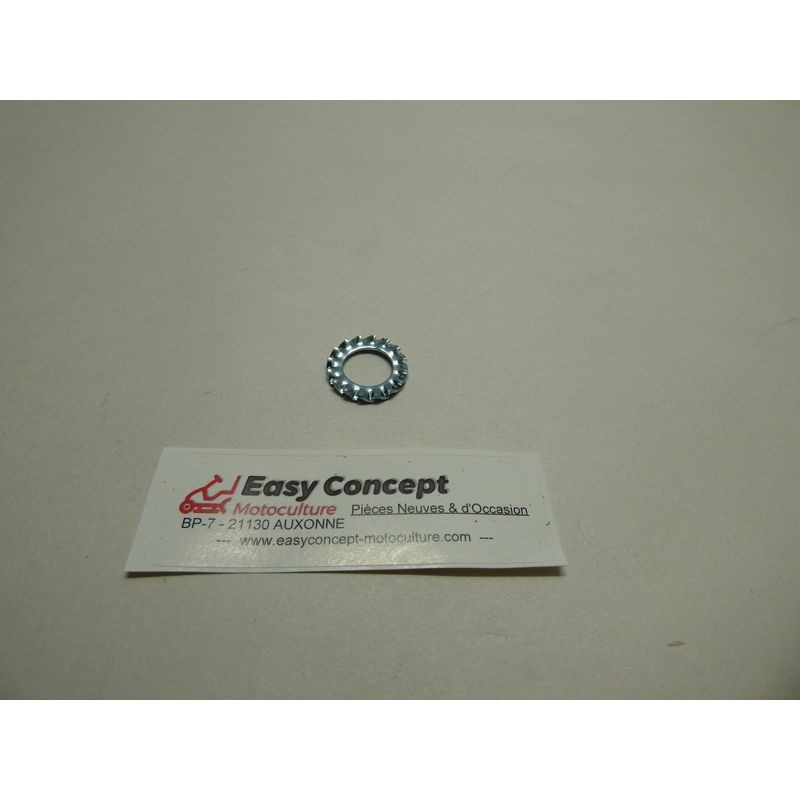 Easy Concept
Motoculture Pièces Neuves & d'Occasion
BP-7 - 21130 AUXONNE
--- www.easyconcept-motoculture.com ---